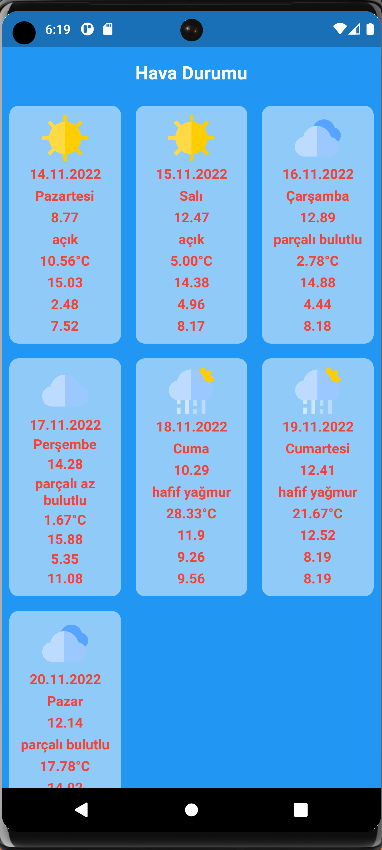 6:19
Hava Durumu
14.11.2022
Pazartesi
8.77
açık
10.56°C
15.03
2.48
7.52
15.11.2022
Salı
12.47
açık
5.00°C
14.38
4.96
8.17
16.11.2022
Çarşamba
12.89
parçalı bulutlu
2.78°C
14.88
4.44
8.18
17.11.2022
Perşembe
14.28
parçalı az
bulutlu
1.67°C
15.88
5.35
11.08
18.11.2022
Cuma
10.29
hafif yağmur
28.33°C
11.9
9.26
9.56
19.11.2022
Cumartesi
12.41
hafif yağmur
21.67°C
12.52
8.19
8.19
20.11.2022
Pazar
12.14
parçalı bulutlu
17.78°C